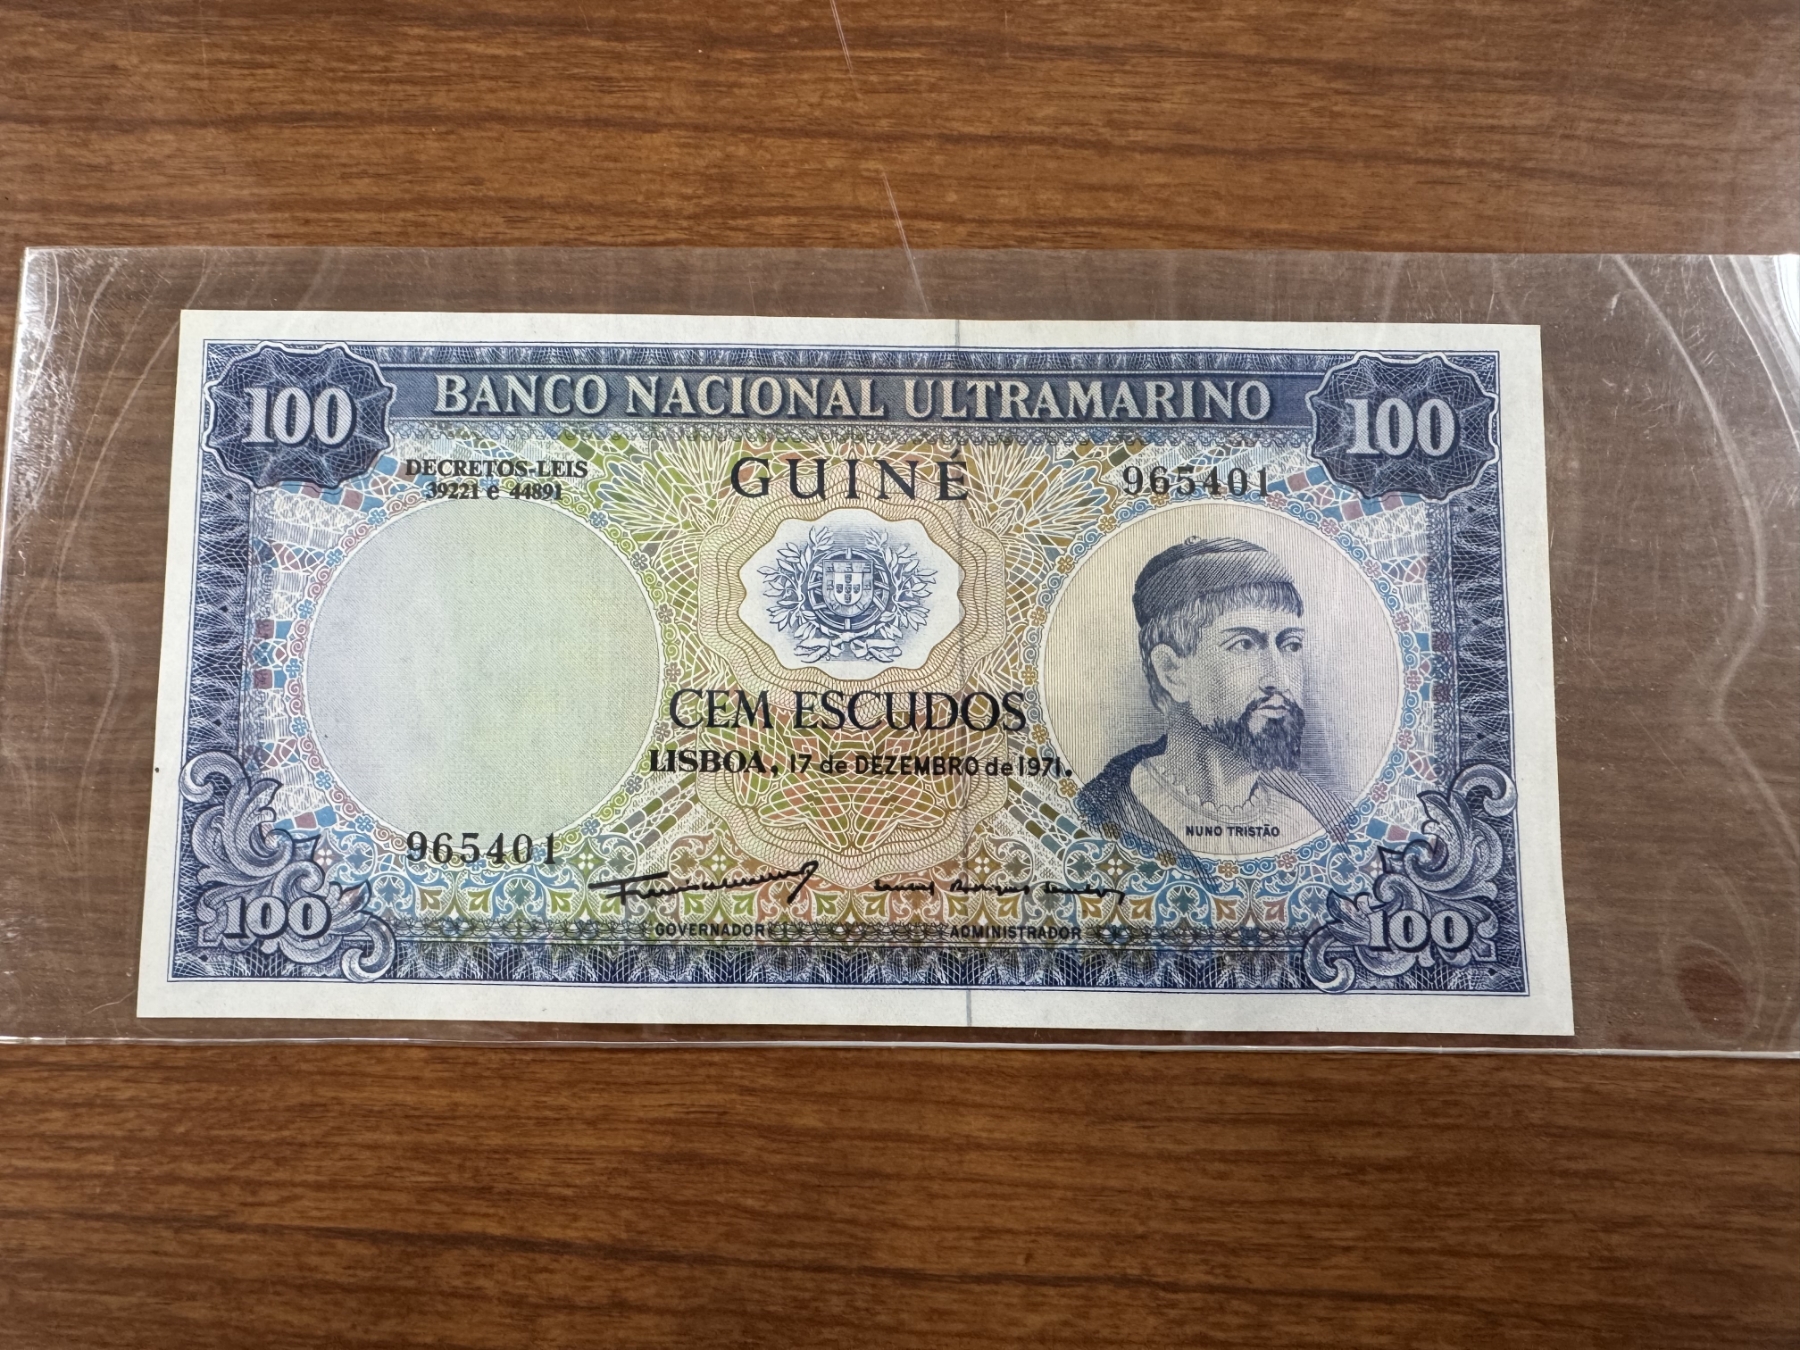 100 BANCO NACIONAL ULTRAMARINO 100
DECRETOS-LEIS
39221 e 44891
GUINÉ
965401
CEM ESCUDOS
LISBOA, 17 de DEZEMBRO de 1971.
NUNO TRISTÃO
965401
GOVERNADOR
ADMINISTRADOR
100
100